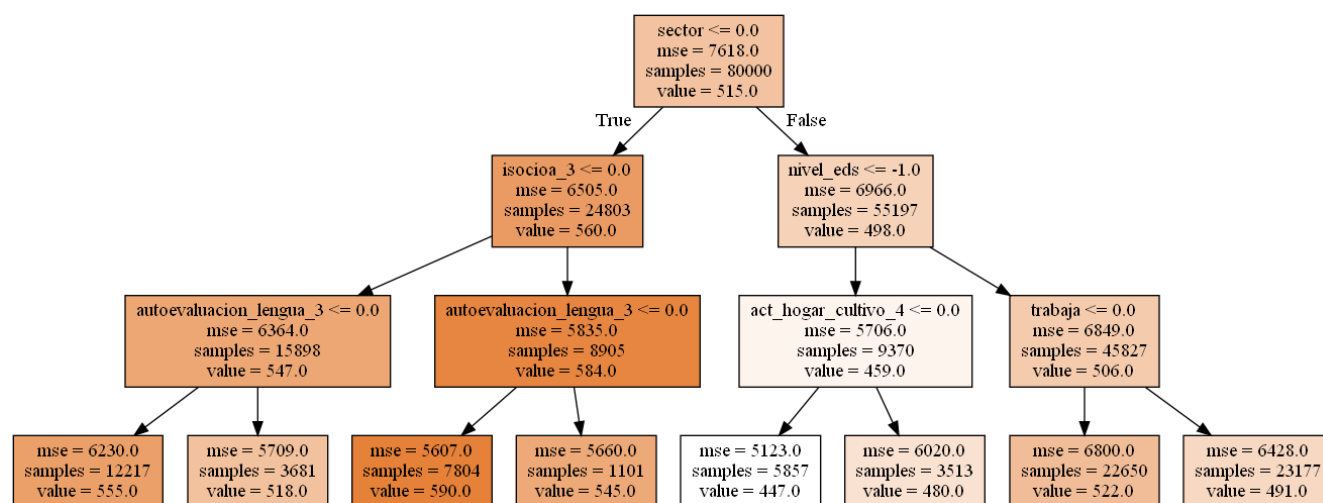 sector <= 0.0
mse = 7618.0
samples = 80000
value = 515.0
True
False
isocioa_3 <= 0.0
mse = 6505.0
samples = 24803
value = 560.0
nivel_eds <= -1.0
mse = 6966.0
samples = 55197
value = 498.0
autoevaluacion_lengua_3 <= 0.0
mse = 6364.0
samples = 15898
value = 547.0
autoevaluacion_lengua_3 <= 0.0
mse = 5835.0
samples = 8905
value = 584.0
act_hogar_cultivo_4 <= 0.0
mse = 5706.0
samples = 9370
value = 459.0
trabaja <= 0.0
mse = 6849.0
samples = 45827
value = 506.0
mse = 6230.0
samples = 12217
value = 555.0
mse = 5709.0
samples = 3681
value = 518.0
mse = 5607.0
samples = 7804
value = 590.0
mse = 5660.0
samples = 1101
value = 545.0
mse = 5123.0
samples = 5857
value = 447.0
mse = 6020.0
samples = 3513
value = 480.0
mse = 6800.0
samples = 22650
value = 522.0
mse = 6428.0
samples = 23177
value = 491.0